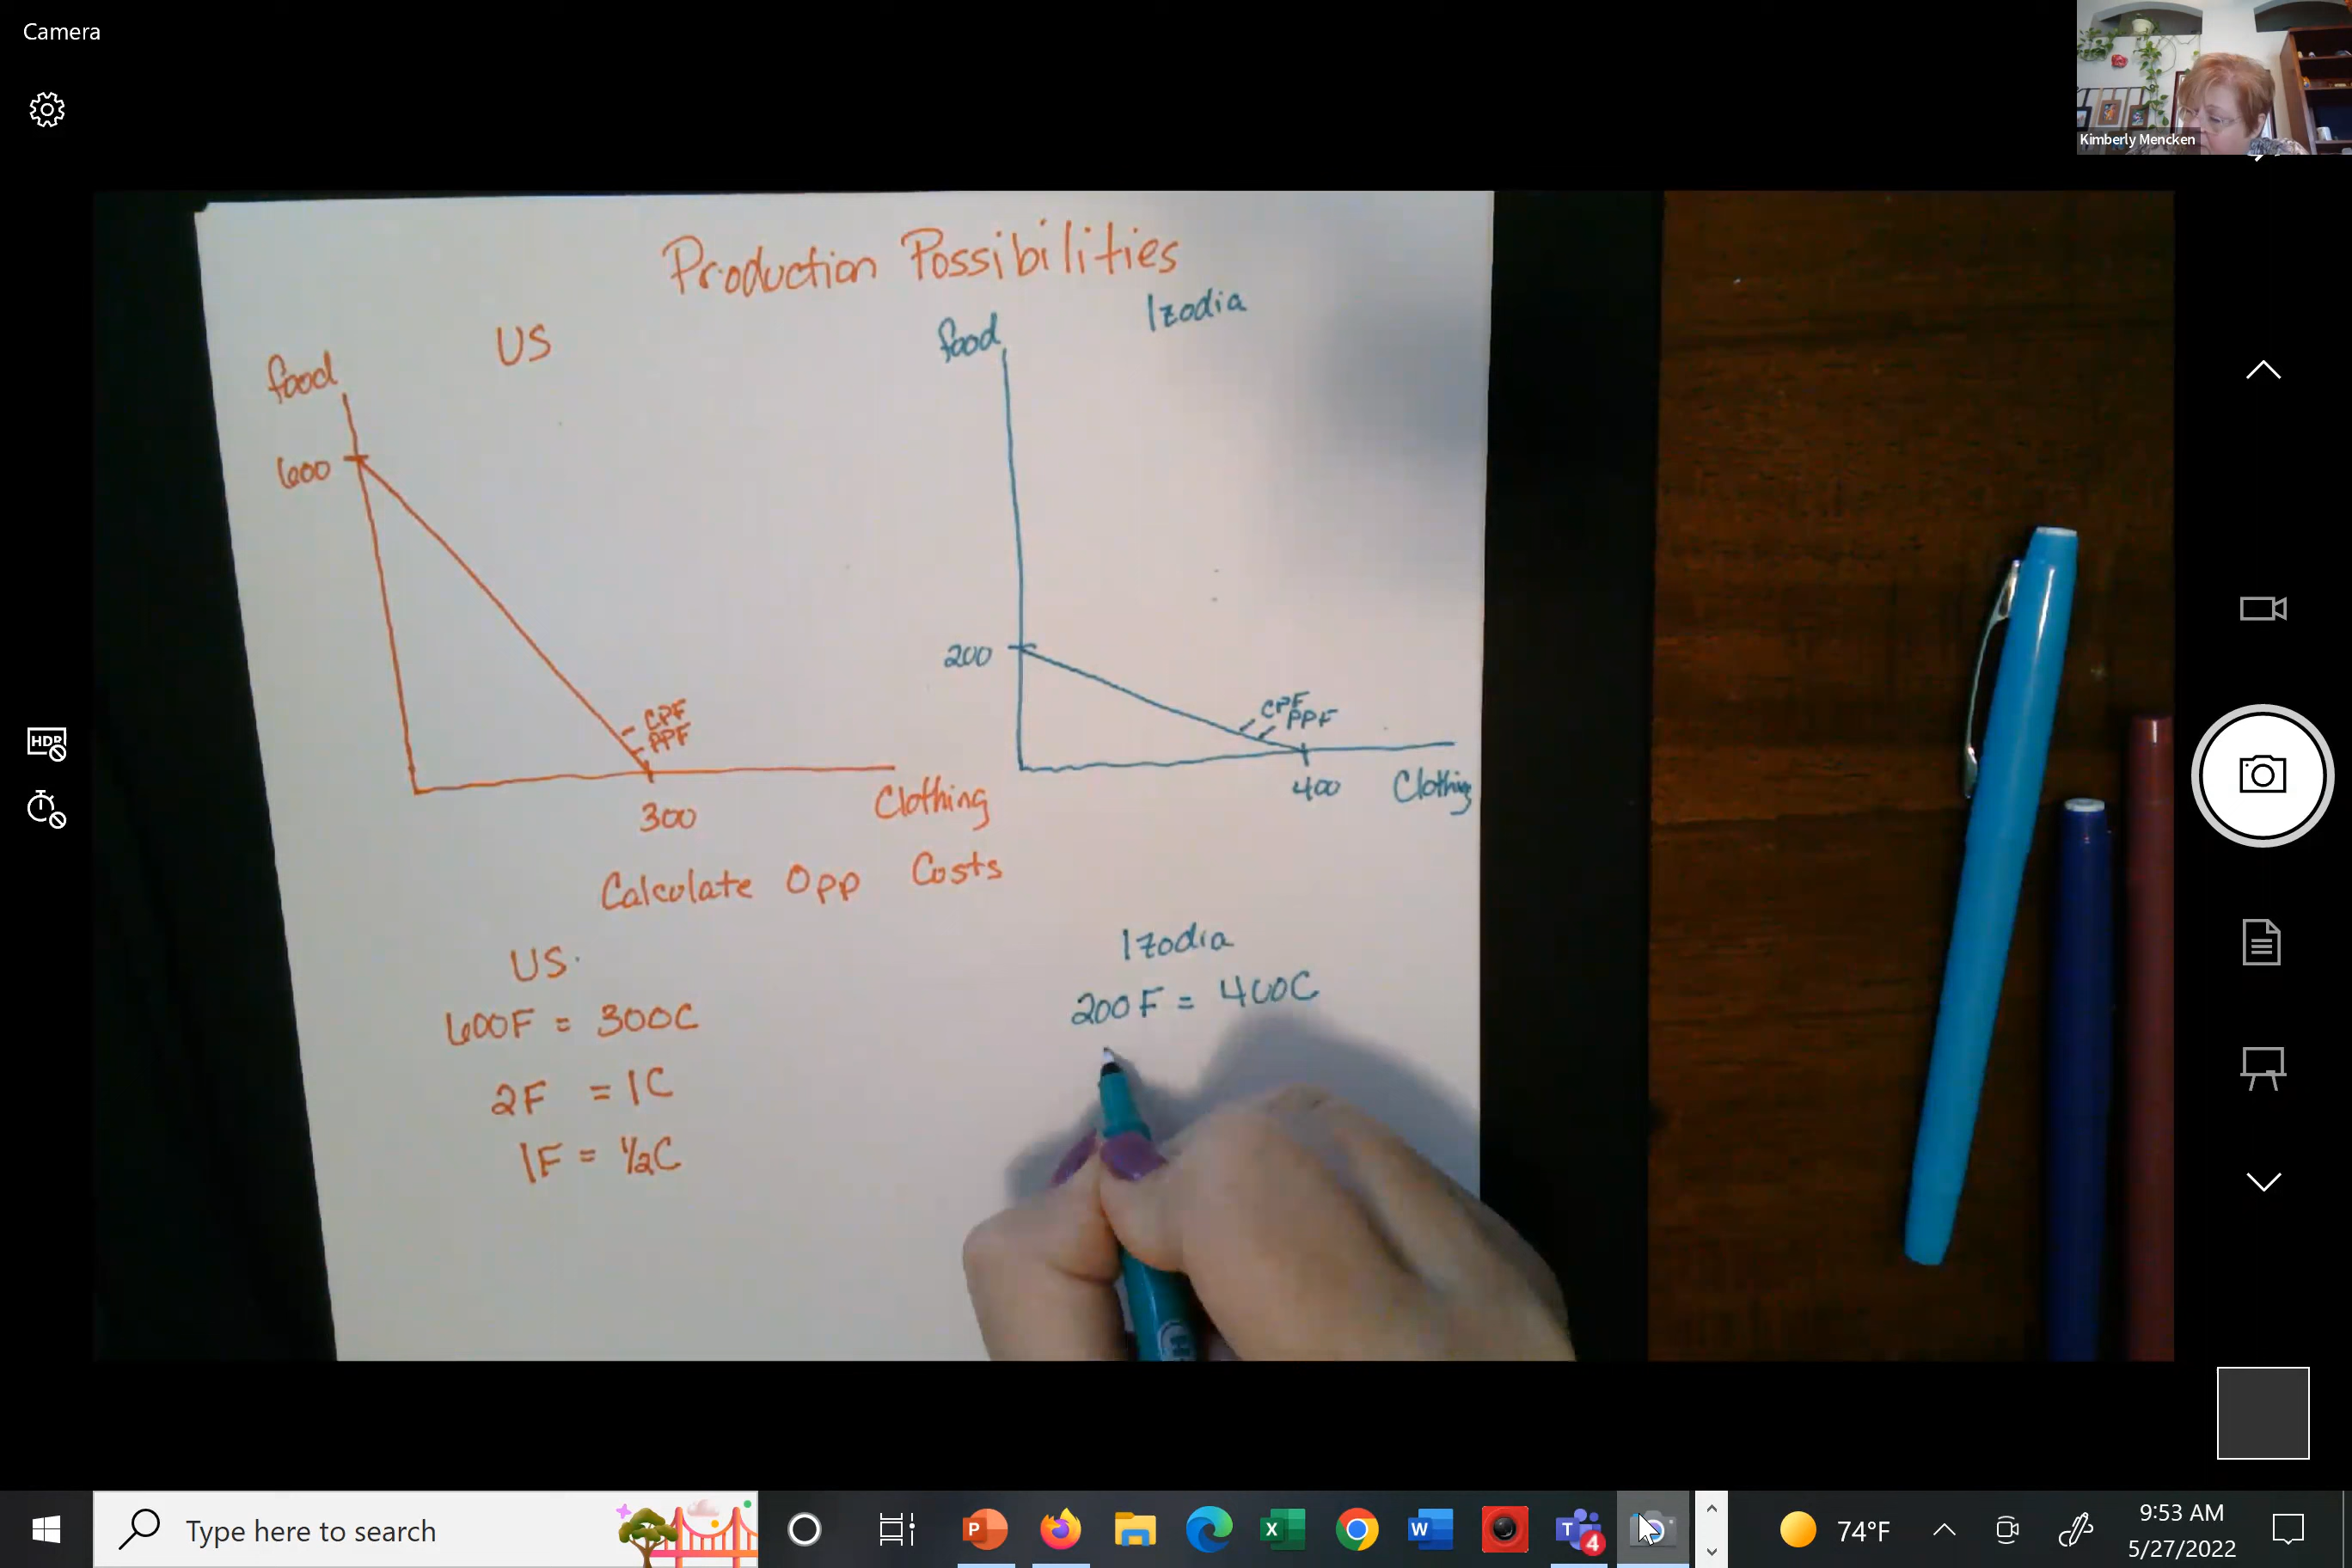 Camera
Kimberly Mencken
Production Possibilities
US
Izodia
food
food
600
200
CPF
PPF
CPF
PPF
300
Clothing
400
Clothing
Calculate Opp Costs
US.
Izodia
600F = 300C
200F = 400C
2F = 1C
1F = ½C
HDR
Type here to search
P
X
W
T
4
74°F
9:53 AM
5/27/2022